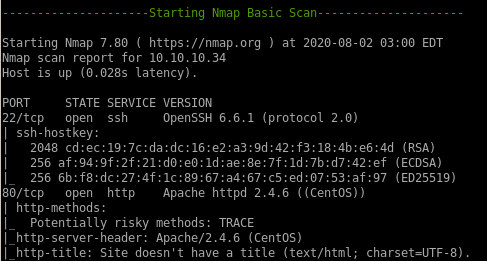 ---------------------Starting Nmap Basic Scan---------------------
Starting Nmap 7.80 ( https://nmap.org ) at 2020-08-02 03:00 EDT
Nmap scan report for 10.10.10.34
Host is up (0.028s latency).
PORT   STATE SERVICE VERSION
22/tcp open  ssh     OpenSSH 6.6.1 (protocol 2.0)
| ssh-hostkey:
|   2048 cd:ec:19:7c:da:dc:16:e2:a3:9d:42:f3:18:4b:e6:4d (RSA)
|   256 af:94:9f:2f:21:d0:e0:1d:ae:8e:7f:1d:7b:d7:42:ef (ECDSA)
|_  256 6b:f8:dc:27:4f:1c:89:67:a4:67:c5:ed:07:53:af:97 (ED25519)
80/tcp open  http    Apache httpd 2.4.6 ((CentOS))
| http-methods:
|_  Potentially risky methods: TRACE
|_http-server-header: Apache/2.4.6 (CentOS)
|_http-title: Site doesn't have a title (text/html; charset=UTF-8).